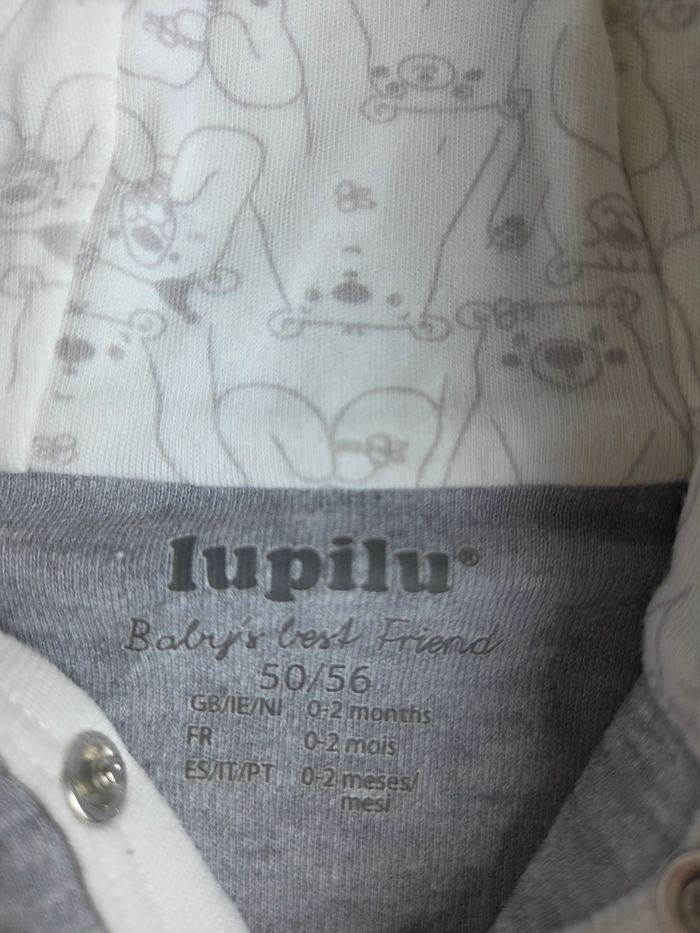 lupilu®
Baby's best Friend
50/56
GB/IE/NI 0-2 months
FR 0-2 mois
ES/IT/PT 0-2 meses/
mesi